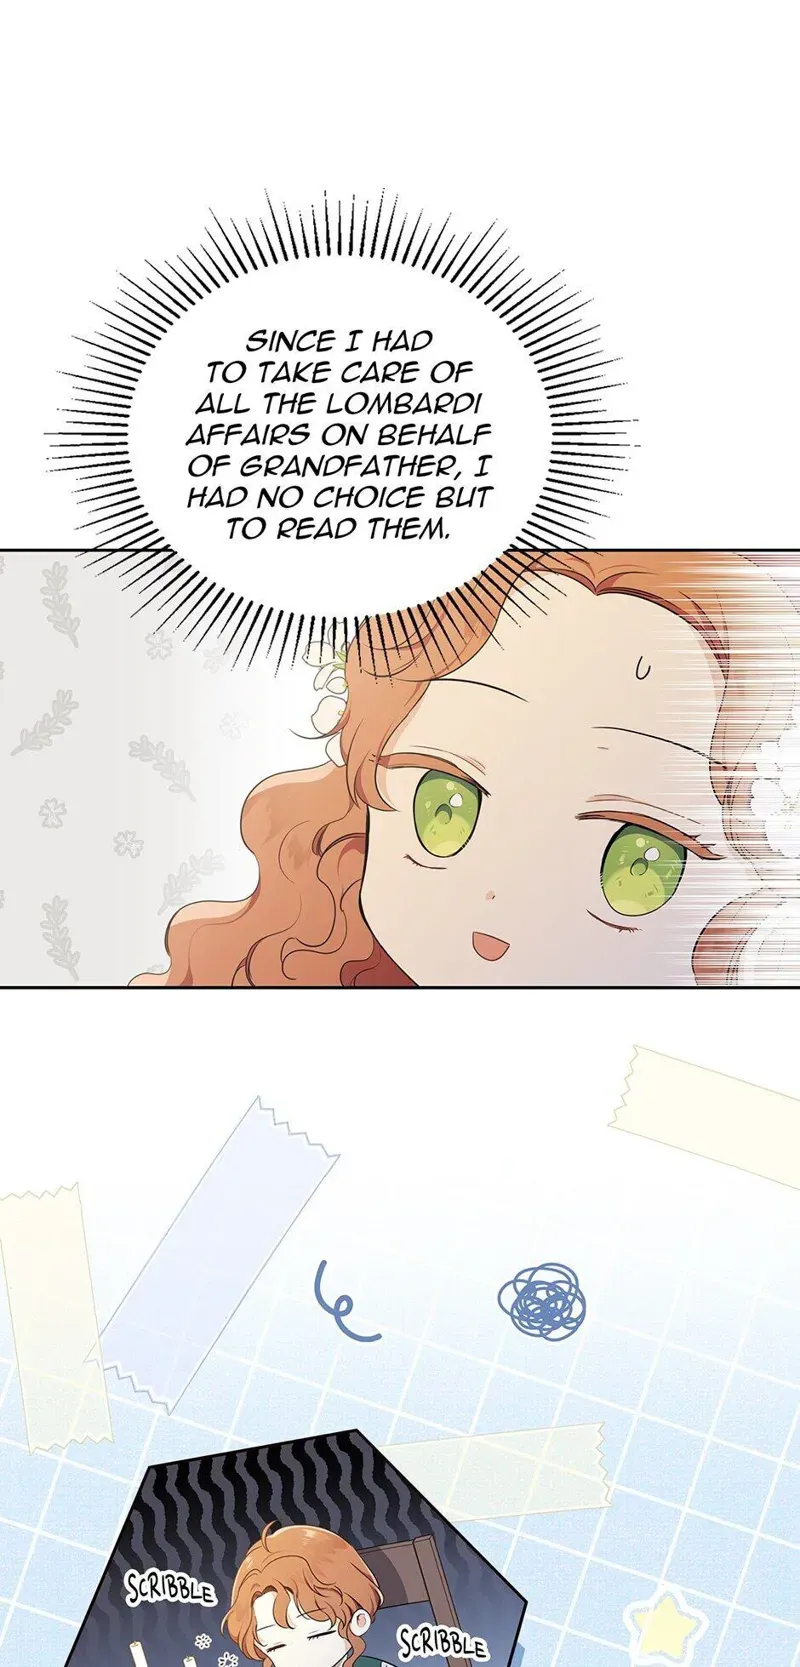 SINCE I HAD
TO TAKE CARE OF
ALL THE LOMBARDI
AFFAIRS ON BEHALF
OF GRANDFATHER, I
HAD NO CHOICE BUT
TO READ THEM.
SCRIBBLE
SCRIBBLE